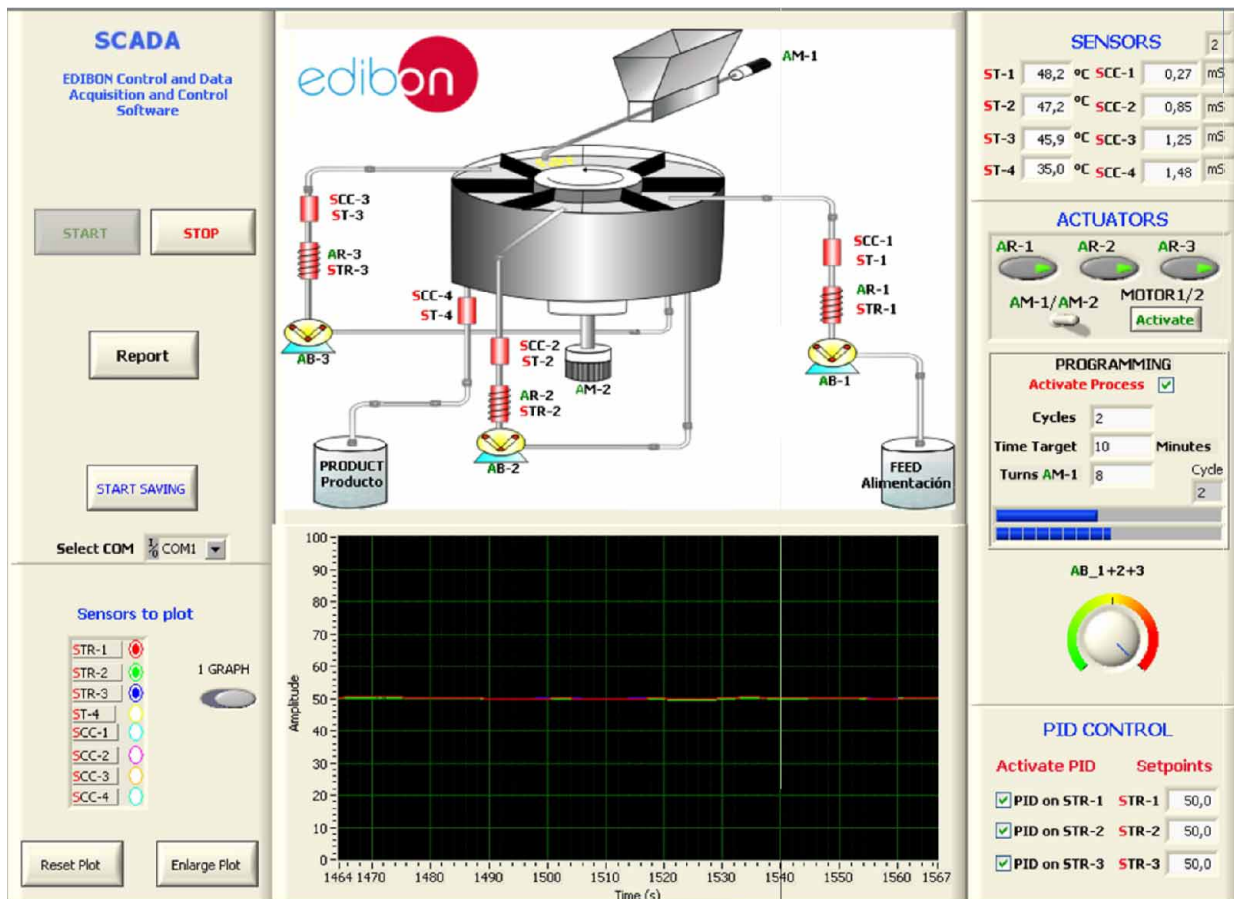 SCADA
EDIBON Control and Data
Acquisition and Control
Software
START
STOP
Report
START SAVING
Select COM
COM1
Sensors to plot
STR-1
STR-2
STR-3
ST-4
SCC-1
SCC-2
SCC-3
SCC-4
1 GRAPH
Reset Plot
Enlarge Plot
edibon
AM-1
SCC-3
ST-3
AR-3
STR-3
AB-3
SCC-4
ST-4
SCC-2
ST-2
AR-2
STR-2
AB-2
AM-2
SCC-1
ST-1
AR-1
STR-1
AB-1
PRODUCT
Producto
FEED
Alimentación
Amplitude
100
90
80
70
60
50
40
30
20
10
0
1464 1470 1480 1490 1500 1510 1520 1530 1540 1550 1560 1567
Time (s)
SENSORS
2
ST-1 48,2 ºC SCC-1 0,27 mS
ST-2 47,2 ºC SCC-2 0,85 mS
ST-3 45,9 ºC SCC-3 1,25 mS
ST-4 35,0 ºC SCC-4 1,48 mS
ACTUATORS
AR-1 AR-2 AR-3
AM-1/AM-2 MOTOR1/2
Activate
PROGRAMMING
Activate Process
Cycles 2
Time Target 10 Minutes
Turns AM-1 8
Cycle
2
AB_1+2+3
PID CONTROL
Activate PID Setpoints
PID on STR-1 STR-1 50,0
PID on STR-2 STR-2 50,0
PID on STR-3 STR-3 50,0